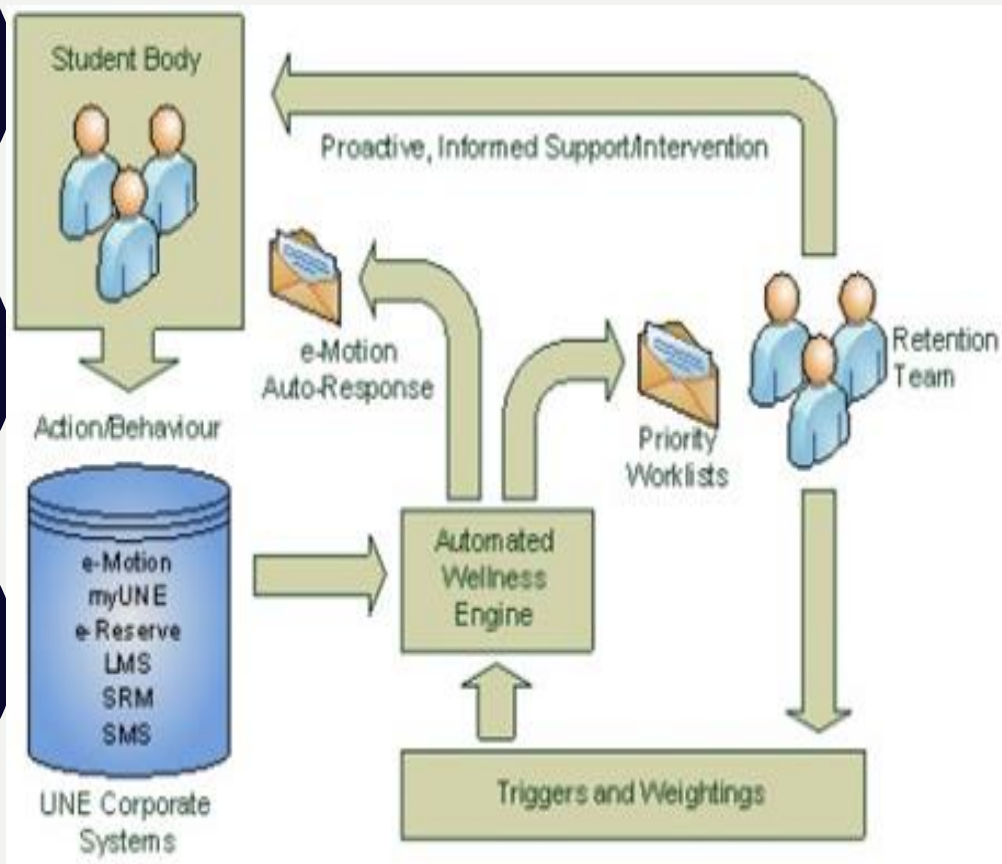 Student Body
Proactive, Informed Support/Intervention
e-Motion
Auto-Response
Retention
Team
Priority
Worklists
Action/Behaviour
e-Motion
myUNE
e-Reserve
LMS
SRM
SMS
Automated
Wellness
Engine
Triggers and Weightings
UNE Corporate
Systems